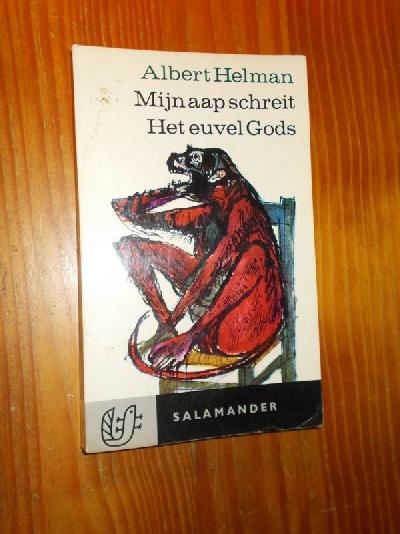 Albert Helman
Mijn aap schreit
Het euvel Gods
SALAMANDER